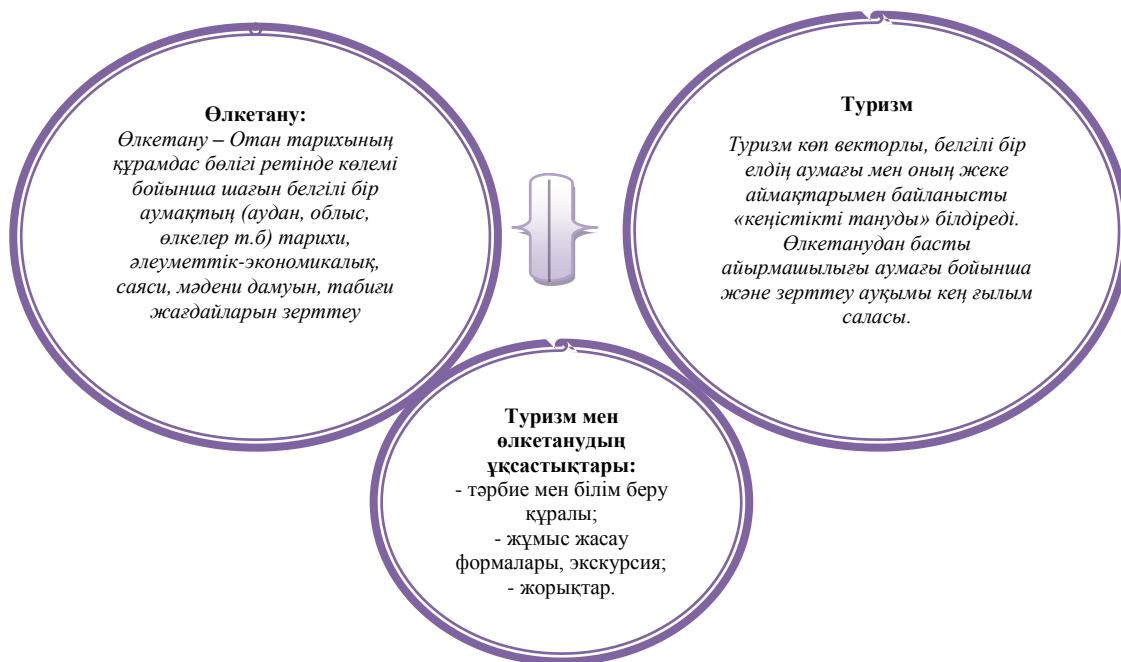 Өлкетану:
Өлкетану – Отан тарихының
құрамдас бөлігі ретінде көлемі
бойынша шағын белгілі бір
аумақтың (аудан, облыс,
өлкелер т.б) тарихи,
әлеуметтік-экономикалық,
саяси, мәдени дамуын, табиғи
жағдайларын зерттеу
Туризм
Туризм көп векторлы, белгілі бір
елдің аумағы мен оның жеке
аймақтарымен байланысты
«кеңістікті тануды» білдіреді.
Өлкетанудан басты
айырмашылығы аумағы бойынша
және зерттеу ауқымы кең ғылым
саласы.
Туризм мен
өлкетанудың
ұқсастықтары:
- тәрбие мен білім беру
құралы;
- жұмыс жасау
формалары, экскурсия;
- жорықтар.